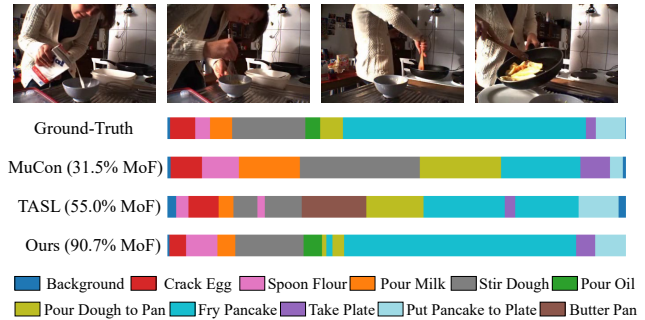 Ground-Truth
MuCon (31.5% MoF)
TASL (55.0% MoF)
Ours (90.7% MoF)
Background Crack Egg Spoon Flour Pour Milk Stir Dough Pour Oil
Pour Dough to Pan Fry Pancake Take Plate Put Pancake to Plate Butter Pan